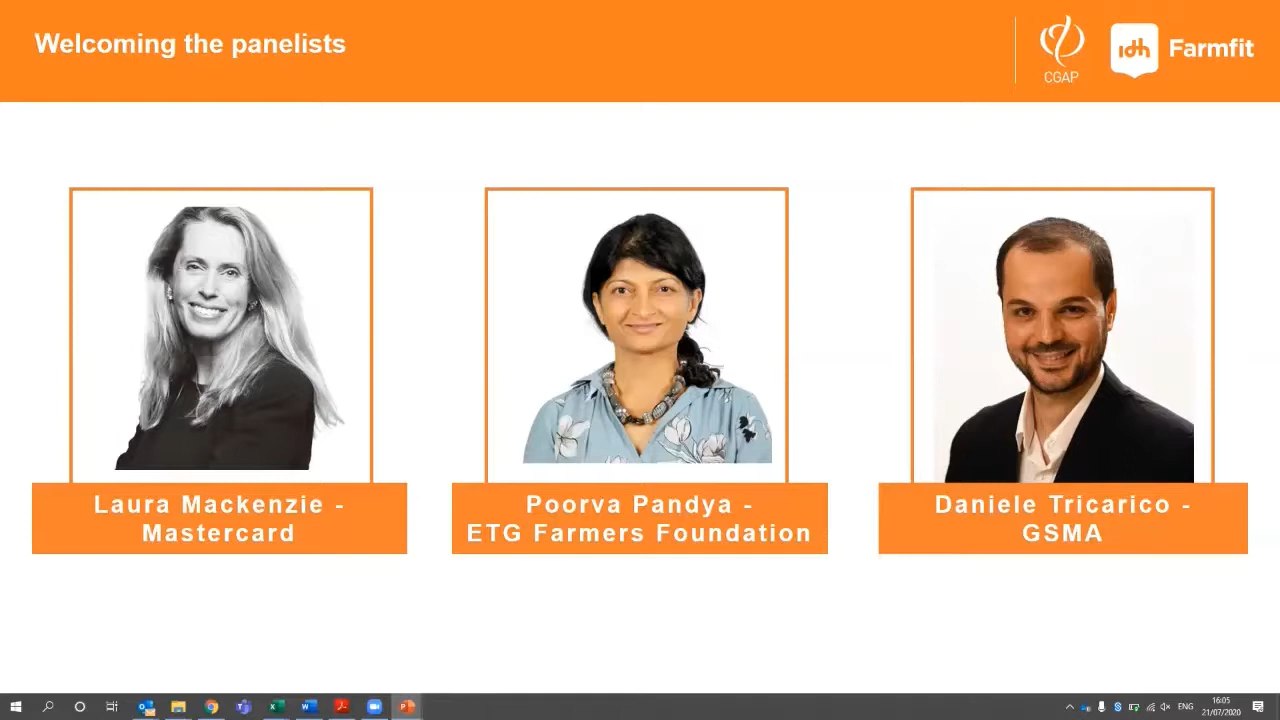 Welcoming the panelists
CGAP
idh
Farmfit
Laura Mackenzie -
Mastercard
Poorva Pandya -
ETG Farmers Foundation
Daniele Tricarico -
GSMA
ENG
16:05
21/07/2020